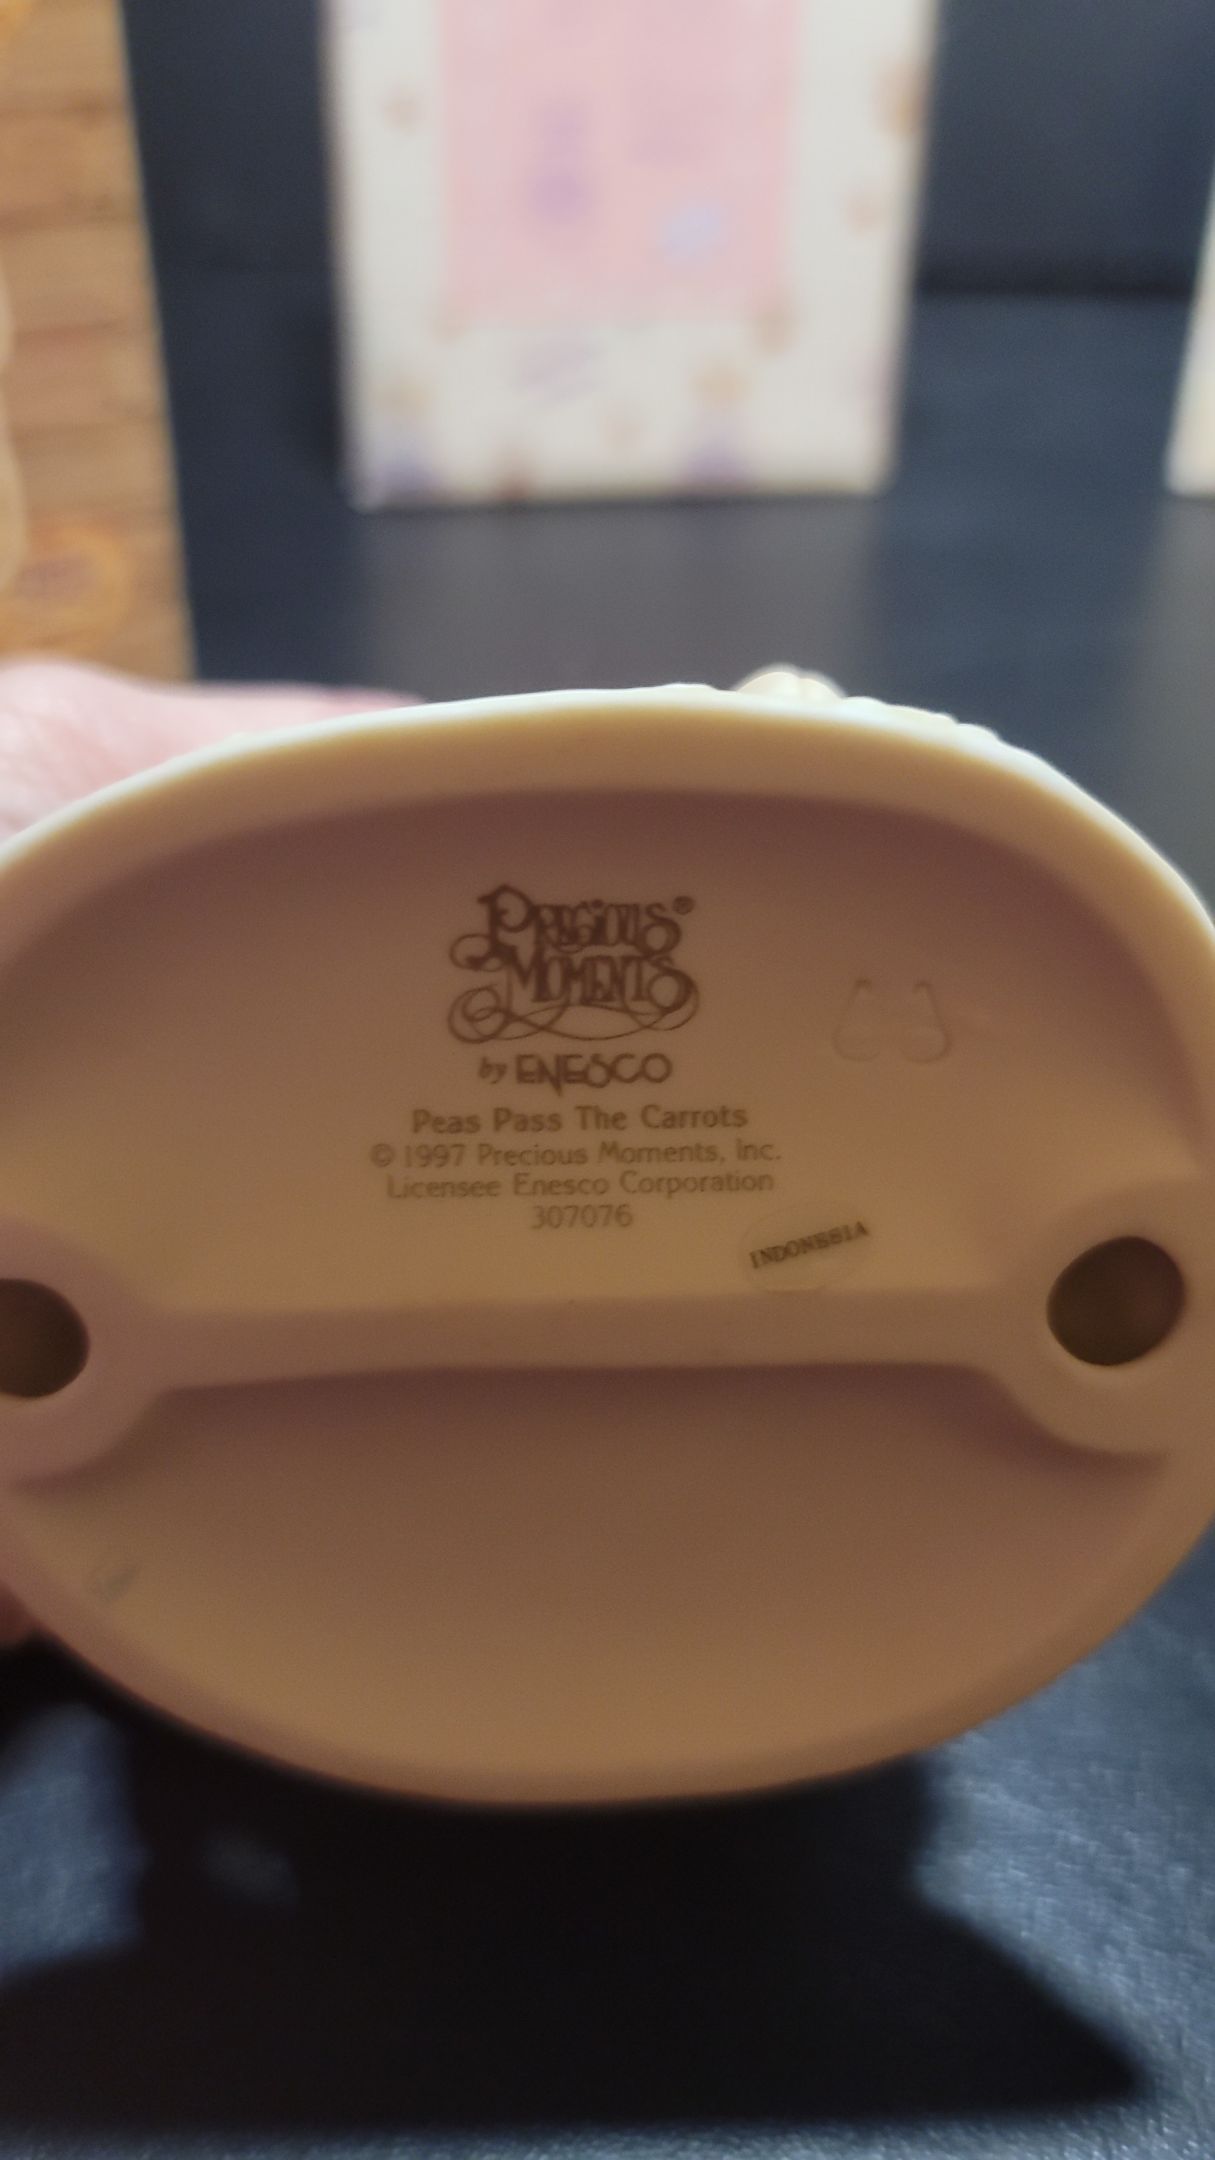 PRECIOUS®
MOMENTS
by ENESCO
Peas Pass The Carrots
© 1997 Precious Moments, Inc.
Licensee Enesco Corporation
307076
INDONESIA